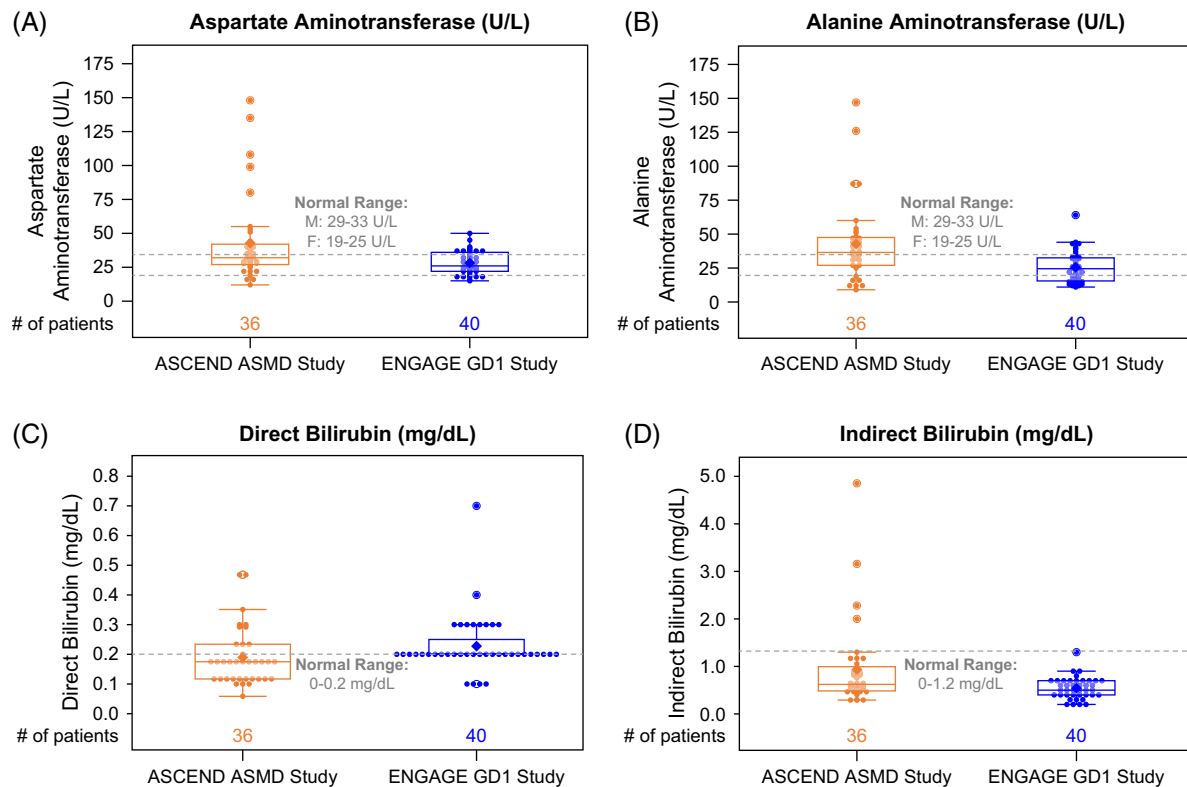 (A)
Aspartate Aminotransferase (U/L)
Aspartate
Aminotransferase (U/L)
175
150
125
100
75
50
25
0
Normal Range:
M: 29-33 U/L
F: 19-25 U/L
# of patients
36
40
ASCEND ASMD Study
ENGAGE GD1 Study
(B)
Alanine Aminotransferase (U/L)
Alanine
Aminotransferase (U/L)
175
150
125
100
75
50
25
0
Normal Range:
M: 29-33 U/L
F: 19-25 U/L
# of patients
36
40
ASCEND ASMD Study
ENGAGE GD1 Study
(C)
Direct Bilirubin (mg/dL)
Direct Bilirubin (mg/dL)
0.8
0.7
0.6
0.5
0.4
0.3
0.2
0.1
0.0
Normal Range:
0-0.2 mg/dL
# of patients
36
40
ASCEND ASMD Study
ENGAGE GD1 Study
(D)
Indirect Bilirubin (mg/dL)
Indirect Bilirubin (mg/dL)
5.0
4.0
3.0
2.0
1.0
0.0
Normal Range:
0-1.2 mg/dL
# of patients
36
40
ASCEND ASMD Study
ENGAGE GD1 Study